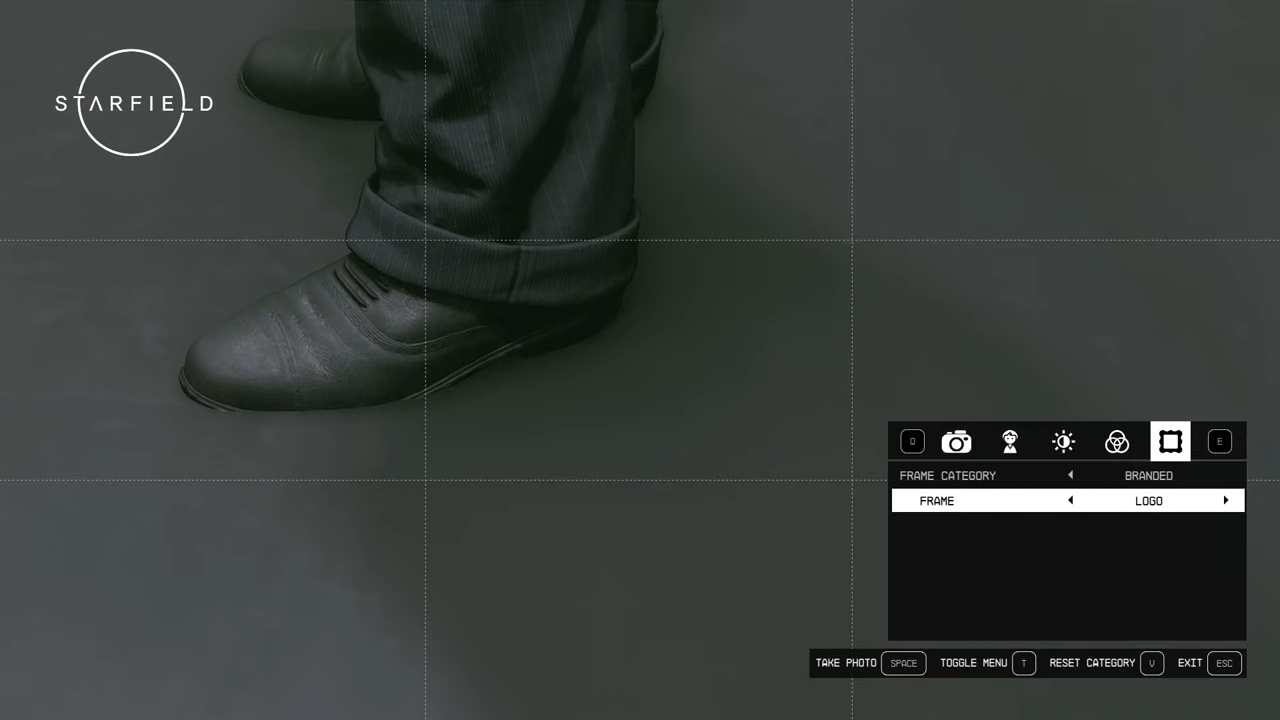 STARFIELD
Q
E
FRAME CATEGORY BRANDED
FRAME LOGO
TAKE PHOTO SPACE TOGGLE MENU T RESET CATEGORY V EXIT ESC